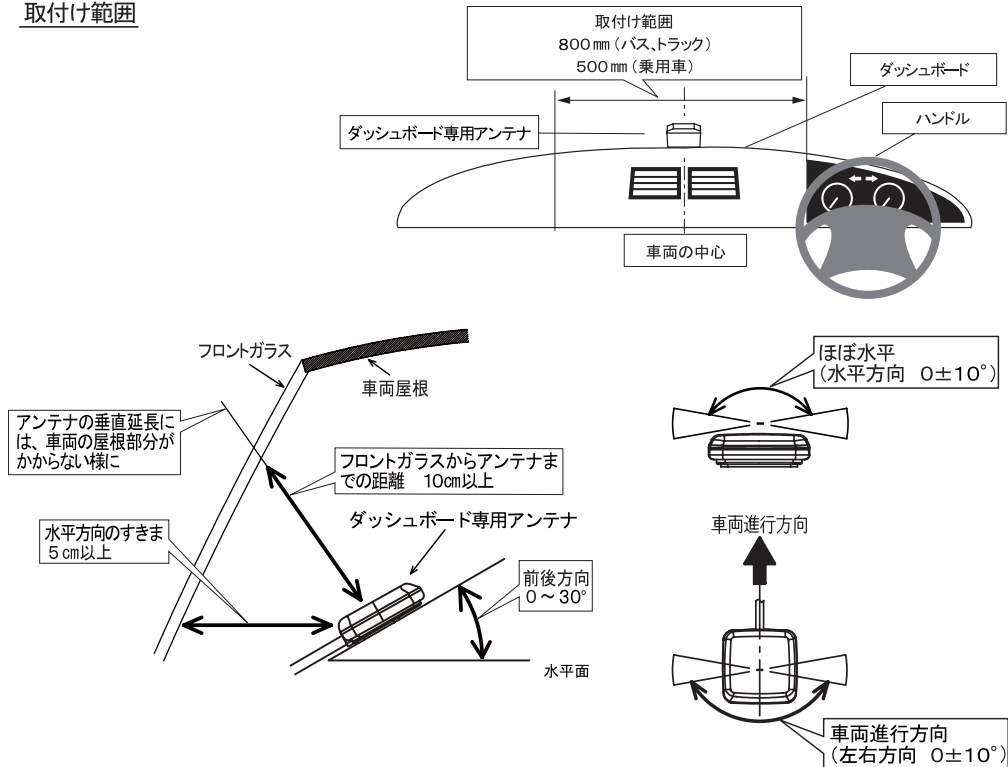 取付け範囲
取付け範囲
800㎜（バス、トラック）
500㎜（乗用車）
ダッシュボード
ハンドル
ダッシュボード専用アンテナ
車両の中心
フロントガラス
車両屋根
アンテナの垂直延長に
は、車両の屋根部分が
かからない様に
フロントガラスからアンテナま
での距離　10㎝以上
水平方向のすきま
5㎝以上
ダッシュボード専用アンテナ
前後方向
0～30°
水平面
ほぼ水平
(水平方向　0±10°)
車両進行方向
車両進行方向
(左右方向　0±10°)